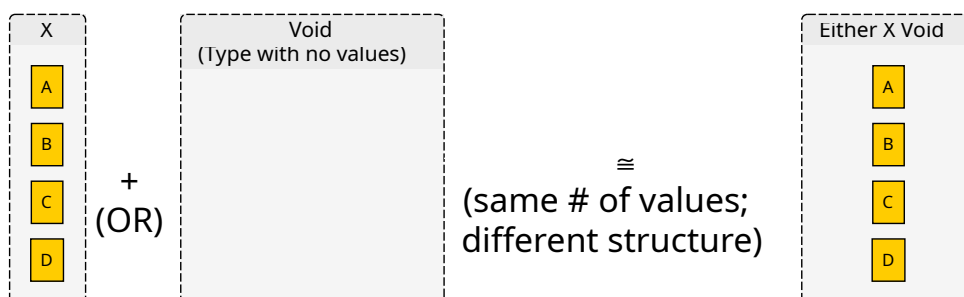 X
A
B
C
D
+
(OR)
Void
(Type with no values)
≅
(same # of values;
different structure)
Either X Void
A
B
C
D